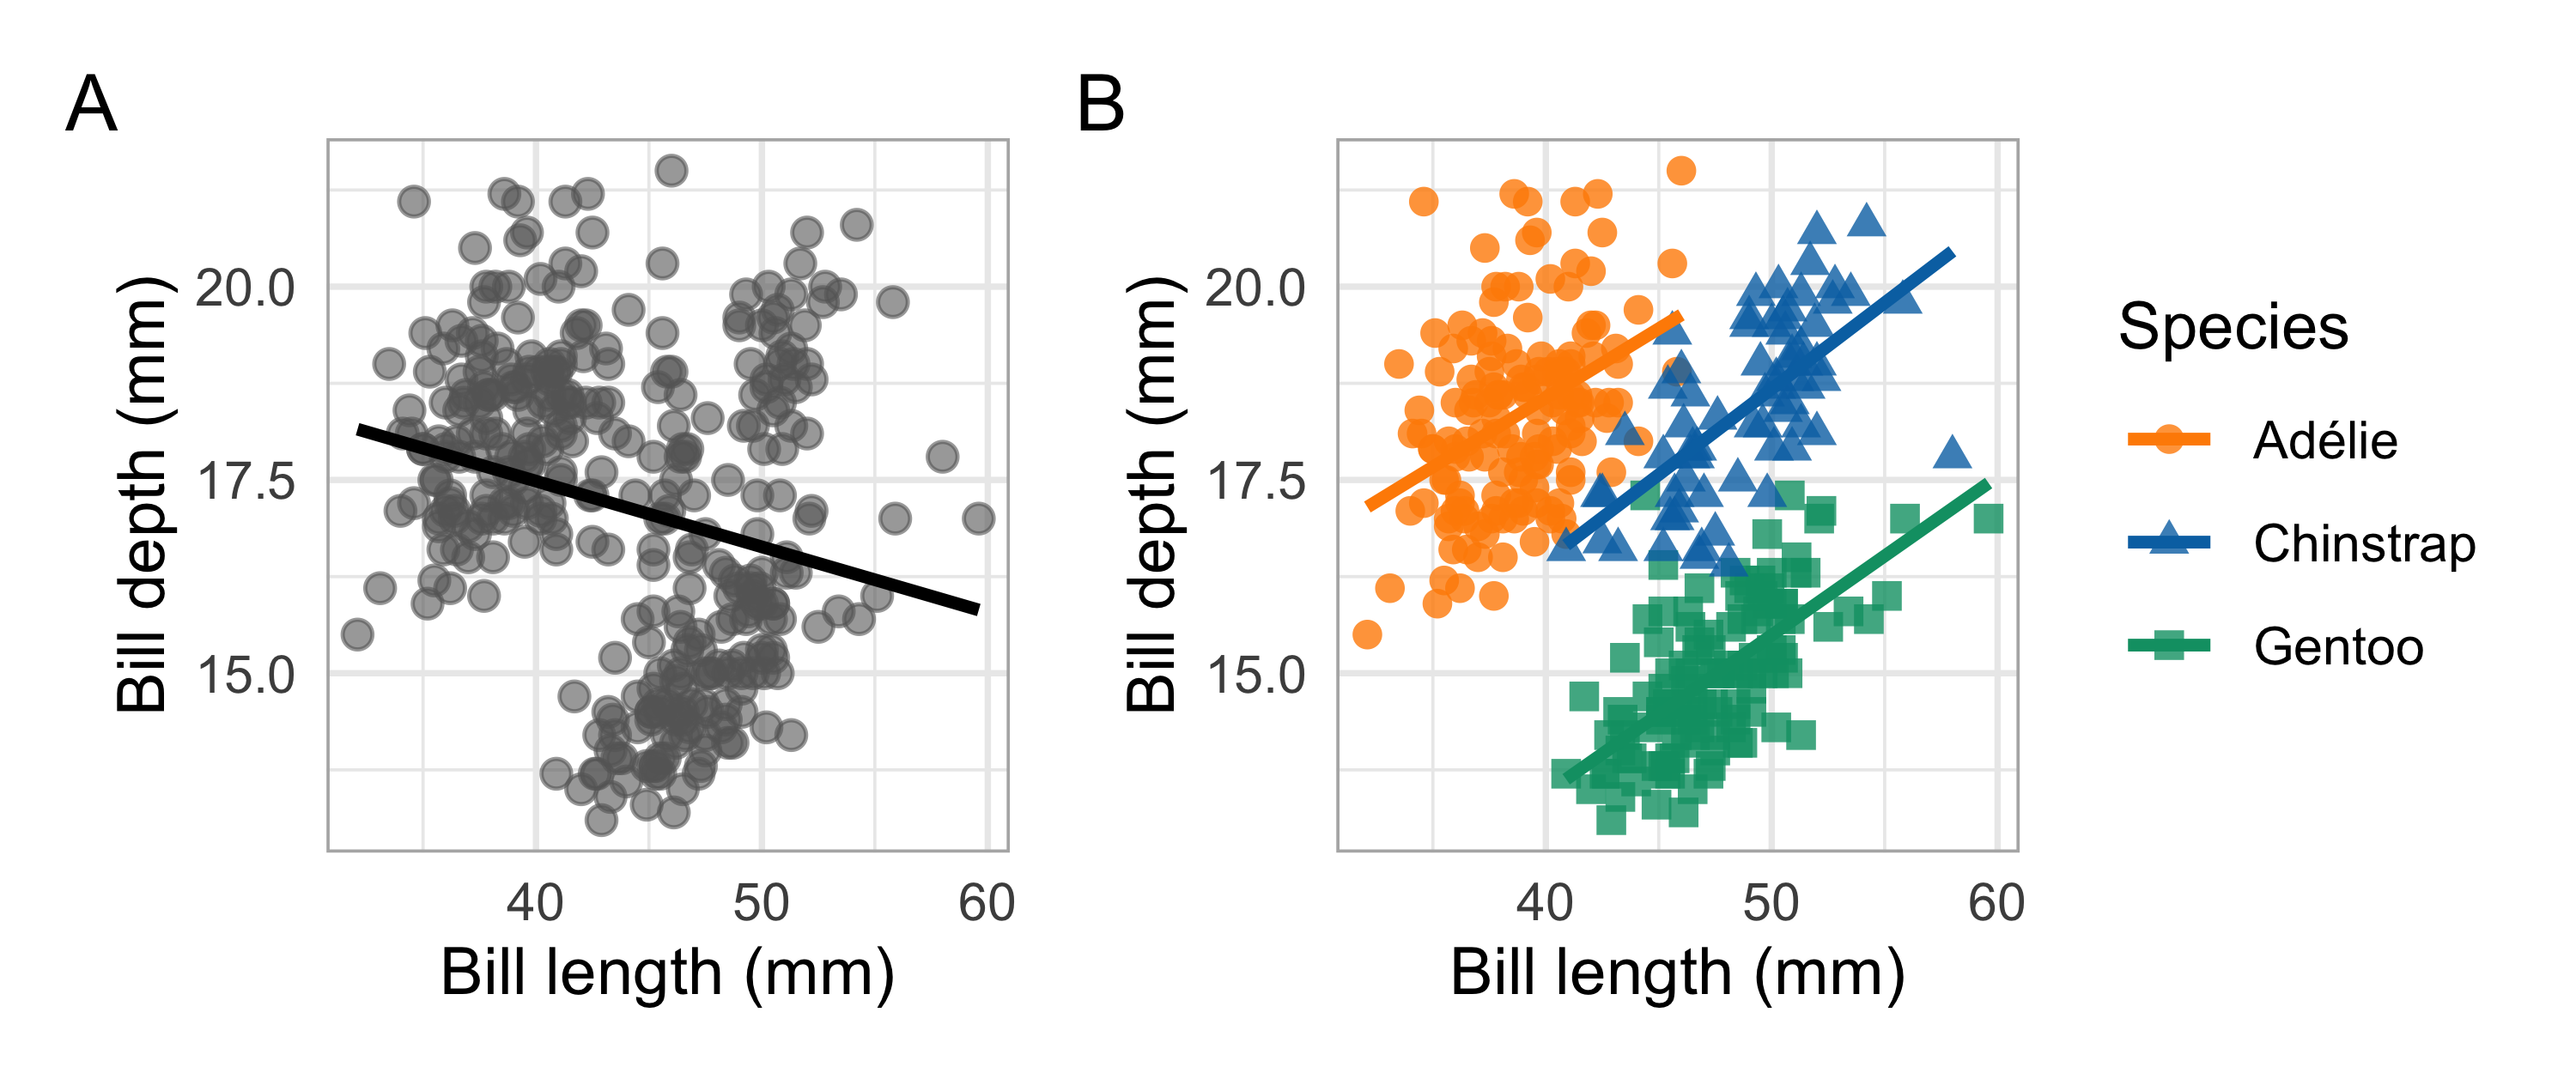 A
Bill depth (mm)
20.0
17.5
15.0
40 50 60
Bill length (mm)
B
Bill depth (mm)
20.0
17.5
15.0
40 50 60
Bill length (mm)
Species
Adélie
Chinstrap
Gentoo